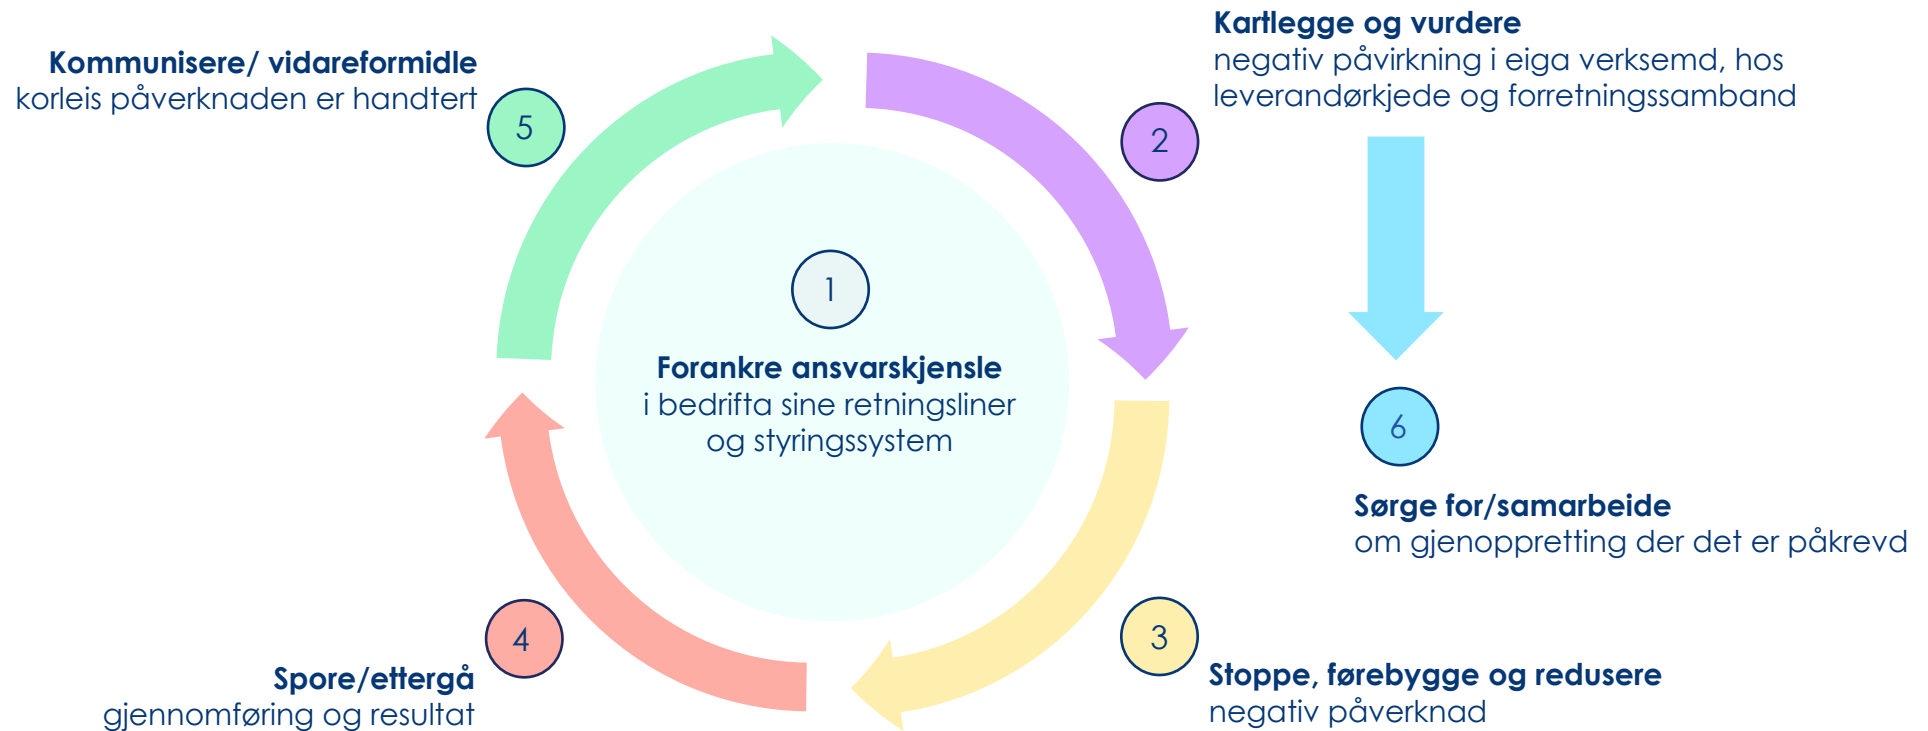 1
Forankre ansvarskjensle
i bedrifta sine retningsliner
og styringssystem
2
Kartlegge og vurdere
negativ påvirkning i eiga verksemd, hos
leverandørkjede og forretningssamband
3
Stoppe, førebygge og redusere
negativ påverknad
4
Spore/ettergå
gjennomføring og resultat
5
Kommunisere/ vidareformidle
korleis påverknaden er handtert
6
Sørge for/samarbeide
om gjenoppretting der det er påkrevd